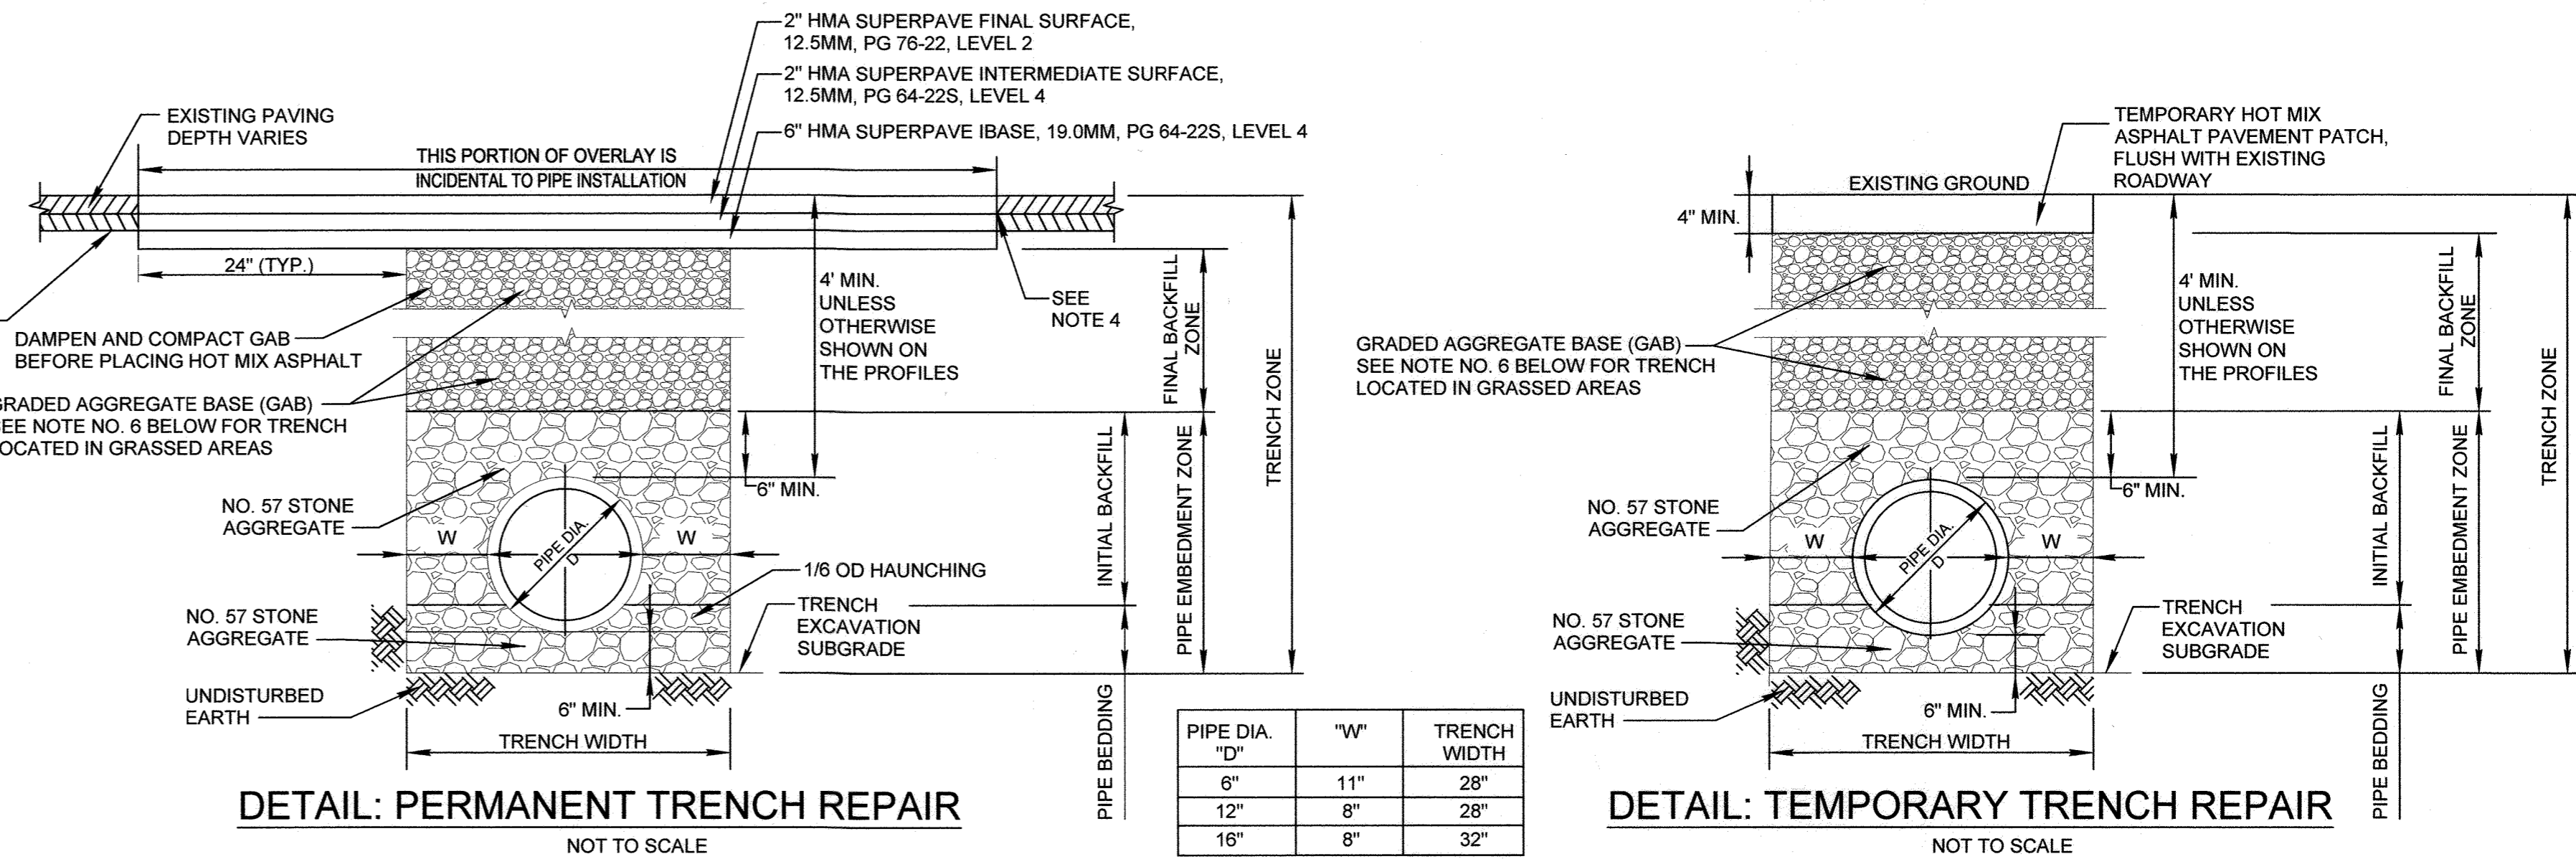 2" HMA SUPERPAVE FINAL SURFACE,
12.5MM, PG 76-22, LEVEL 2
2" HMA SUPERPAVE INTERMEDIATE SURFACE,
12.5MM, PG 64-22S, LEVEL 4
6" HMA SUPERPAVE IBASE, 19.0MM, PG 64-22S, LEVEL 4
EXISTING PAVING
DEPTH VARIES
THIS PORTION OF OVERLAY IS
INCIDENTAL TO PIPE INSTALLATION
24" (TYP.)
DAMPEN AND COMPACT GAB
BEFORE PLACING HOT MIX ASPHALT
GRADED AGGREGATE BASE (GAB)
SEE NOTE NO. 6 BELOW FOR TRENCH
LOCATED IN GRASSED AREAS
4' MIN.
UNLESS
OTHERWISE
SHOWN ON
THE PROFILES
SEE
NOTE 4
FINAL BACKFILL
ZONE
TRENCH ZONE
6" MIN.
NO. 57 STONE
AGGREGATE
W
PIPE DIA.
D
W
INITIAL BACKFILL
PIPE EMBEDMENT ZONE
1/6 OD HAUNCHING
NO. 57 STONE
AGGREGATE
TRENCH
EXCAVATION
SUBGRADE
UNDISTURBED
EARTH
6" MIN.
TRENCH WIDTH
PIPE BEDDING
DETAIL: PERMANENT TRENCH REPAIR
NOT TO SCALE
PIPE DIA. "D" "W" TRENCH WIDTH
6" 11" 28"
12" 8" 28"
16" 8" 32"
TEMPORARY HOT MIX
ASPHALT PAVEMENT PATCH,
FLUSH WITH EXISTING
ROADWAY
EXISTING GROUND
4" MIN.
GRADED AGGREGATE BASE (GAB)
SEE NOTE NO. 6 BELOW FOR TRENCH
LOCATED IN GRASSED AREAS
4' MIN.
UNLESS
OTHERWISE
SHOWN ON
THE PROFILES
FINAL BACKFILL
ZONE
TRENCH ZONE
6" MIN.
NO. 57 STONE
AGGREGATE
W
PIPE DIA.
D
W
INITIAL BACKFILL
PIPE EMBEDMENT ZONE
NO. 57 STONE
AGGREGATE
TRENCH
EXCAVATION
SUBGRADE
UNDISTURBED
EARTH
6" MIN.
TRENCH WIDTH
PIPE BEDDING
DETAIL: TEMPORARY TRENCH REPAIR
NOT TO SCALE